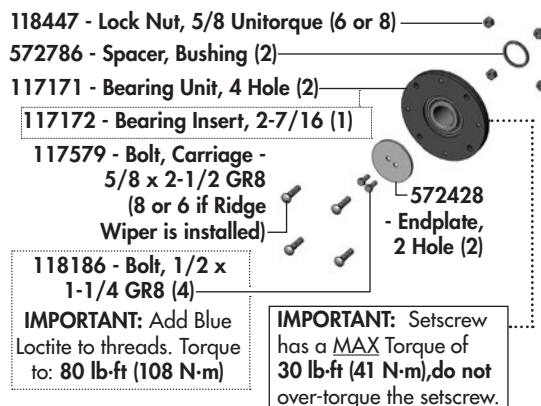 118447 - Lock Nut, 5/8 Unitorque (6 or 8)
572786 - Spacer, Bushing (2)
117171 - Bearing Unit, 4 Hole (2)
117172 - Bearing Insert, 2-7/16 (1)
117579 - Bolt, Carriage -
5/8 x 2-1/2 GR8
(8 or 6 if Ridge
Wiper is installed)
572428
- Endplate,
2 Hole (2)
118186 - Bolt, 1/2 x
1-1/4 GR8 (4)
IMPORTANT: Add Blue
Loctite to threads. Torque
to: 80 lb·ft (108 N·m)
IMPORTANT: Setscrew
has a MAX Torque of
30 lb·ft (41 N·m),do not
over-torque the setscrew.